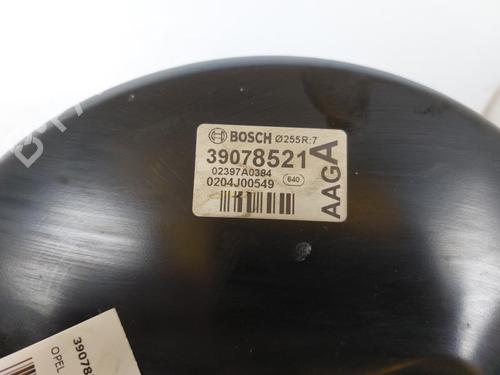 BOSCH Ø255R:7
39078521
02397A0384
0204J00549 640
AAGA
39078
OPEL